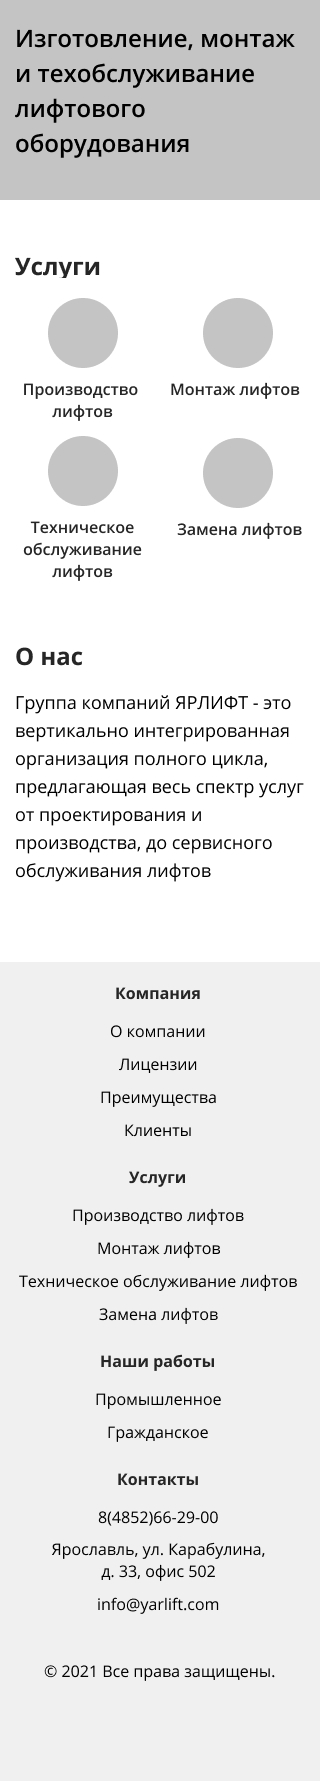 Изготовление, монтаж
и техобслуживание
лифтового
оборудования
Услуги
Производство
лифтов
Монтаж лифтов
Техническое
обслуживание
лифтов
Замена лифтов
О нас
Группа компаний ЯРЛИФТ - это
вертикально интегрированная
организация полного цикла,
предлагающая весь спектр услуг
от проектирования и
производства, до сервисного
обслуживания лифтов
Компания
О компании
Лицензии
Преимущества
Клиенты
Услуги
Производство лифтов
Монтаж лифтов
Техническое обслуживание лифтов
Замена лифтов
Наши работы
Промышленное
Гражданское
Контакты
8(4852)66-29-00
Ярославль, ул. Карабулина,
д. 33, офис 502
info@yarlift.com
© 2021 Все права защищены.